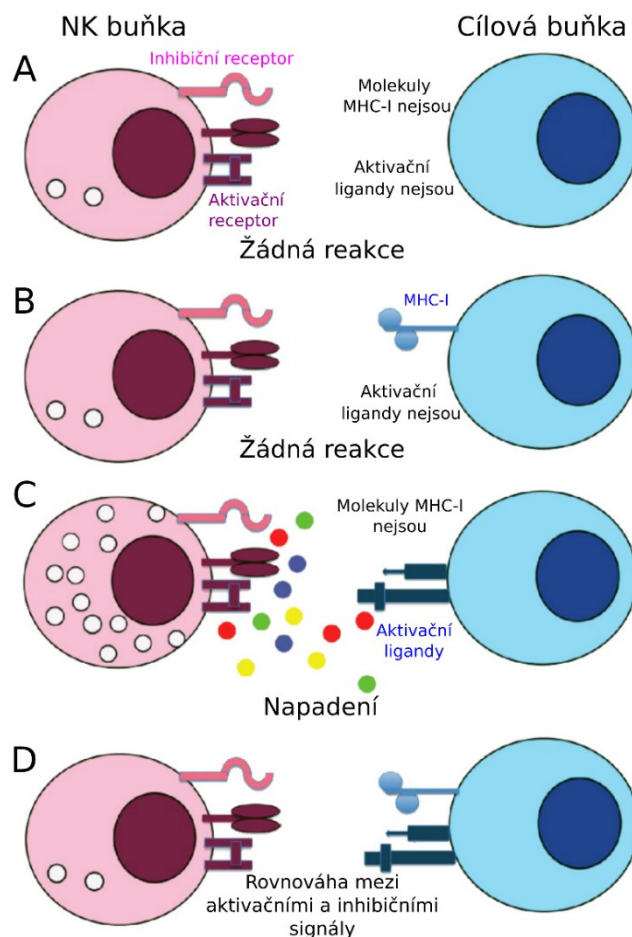 NK buňka
Cílová buňka
A
Inhibiční receptor
Molekuly
MHC-I nejsou
Aktivační
ligandy nejsou
Aktivační
receptor
Žádná reakce
B
MHC-I
Aktivační
ligandy nejsou
Žádná reakce
C
Molekuly MHC-I
nejsou
Aktivační
ligandy
Napadení
D
Rovnováha mezi
aktivačními a inhibičními
signály